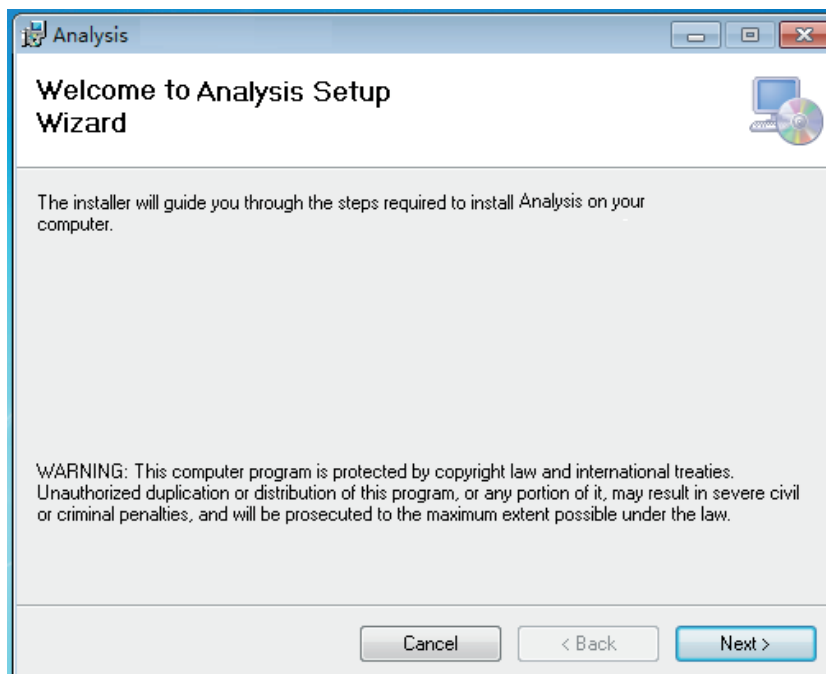 Analysis
Welcome to Analysis Setup
Wizard
The installer will guide you through the steps required to install Analysis on your
computer.
WARNING: This computer program is protected by copyright law and international treaties.
Unauthorized duplication or distribution of this program, or any portion of it, may result in severe civil
or criminal penalties, and will be prosecuted to the maximum extent possible under the law.
Cancel < Back Next >